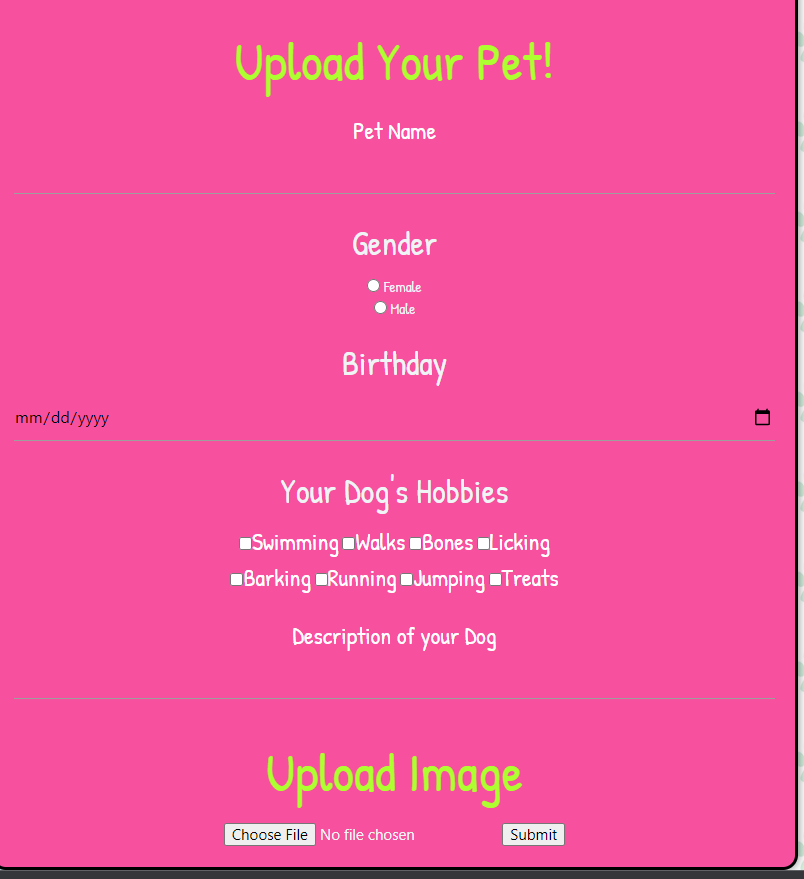 Upload Your Pet!
Pet Name
Gender
Female
Male
Birthday
mm/dd/yyyy
Your Dog's Hobbies
Swimming Walks Bones Licking
Barking Running Jumping Treats
Description of your Dog
Upload Image
Choose File No file chosen Submit